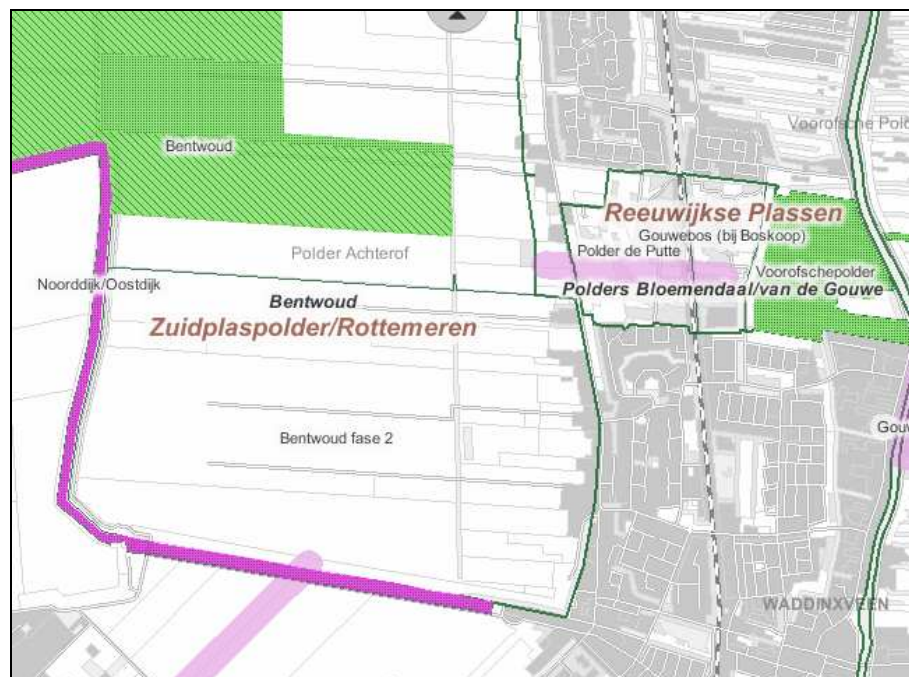 Voorofsche Pol
Bentwoud
Reeuwijkse Plassen
Gouwebos (bij Boskoop)
Polder Achterof
Polder de Putte
Voorofschepolder
Noorddijk/Oostdijk
Polders Bloemendaal/van de Gouwe
Bentwoud
Zuidplaspolder/Rottemeren
Gouw
Bentwoud fase 2
WADDINXVEEN